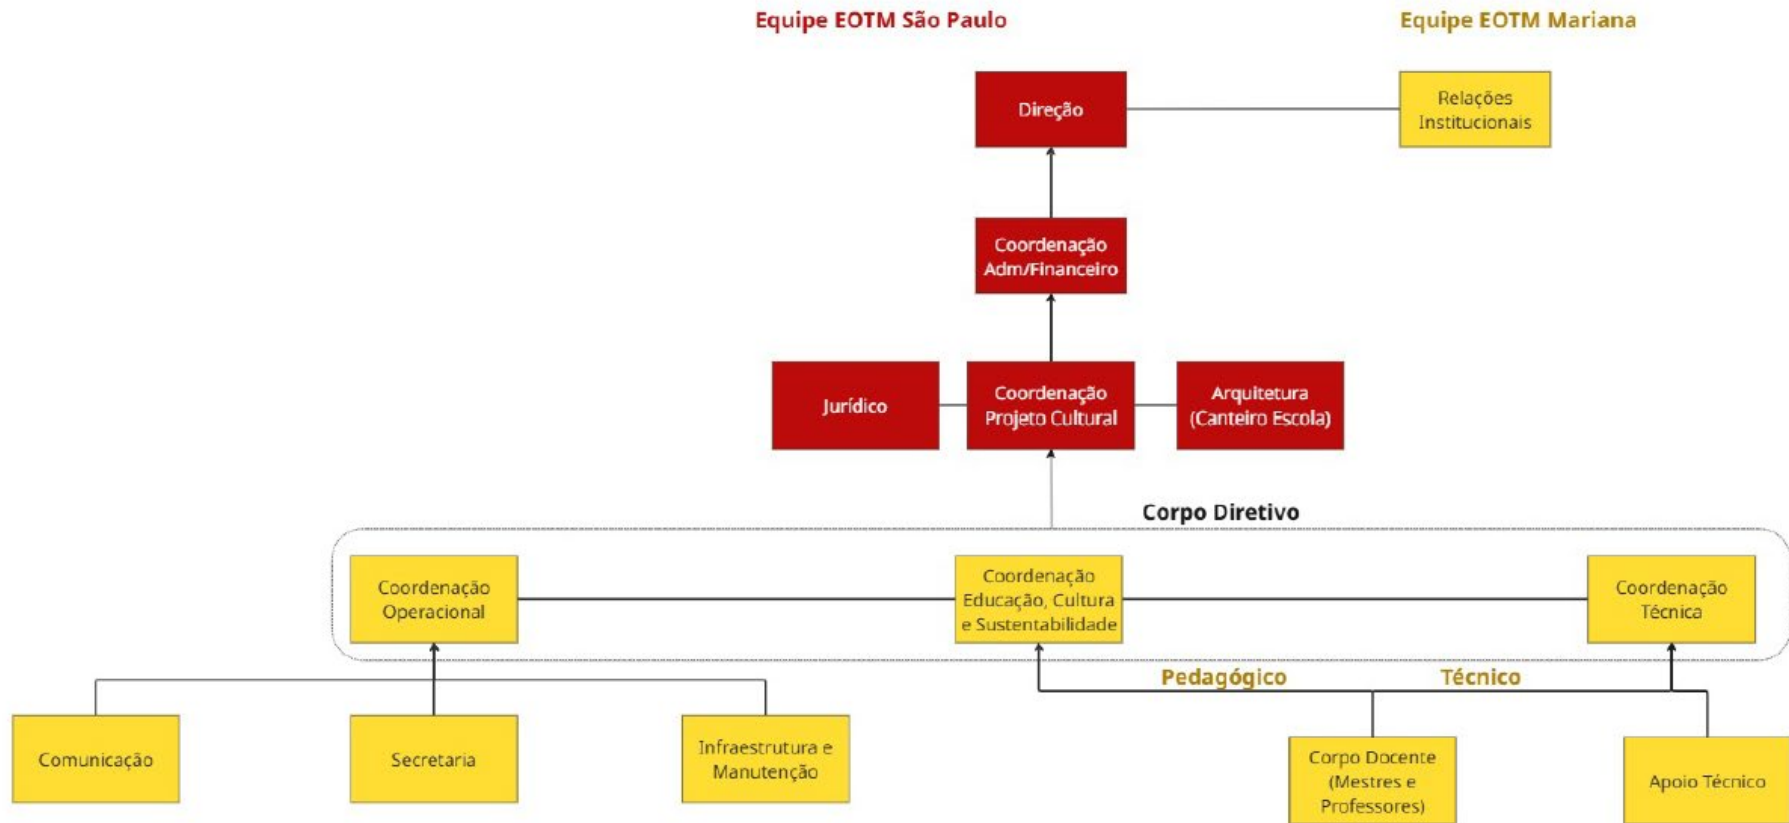 Equipe EOTM São Paulo
Equipe EOTM Mariana
Direção
Relações
Institucionais
Coordenação
Adm/Financeiro
Jurídico
Coordenação
Projeto Cultural
Arquitetura
(Canteiro Escola)
Corpo Diretivo
Coordenação
Operacional
Coordenação
Educação, Cultura
e Sustentabilidade
Coordenação
Técnica
Pedagógico
Técnico
Comunicação
Secretaria
Infraestrutura e
Manutenção
Corpo Docente
(Mestres e
Professores)
Apoio Técnico